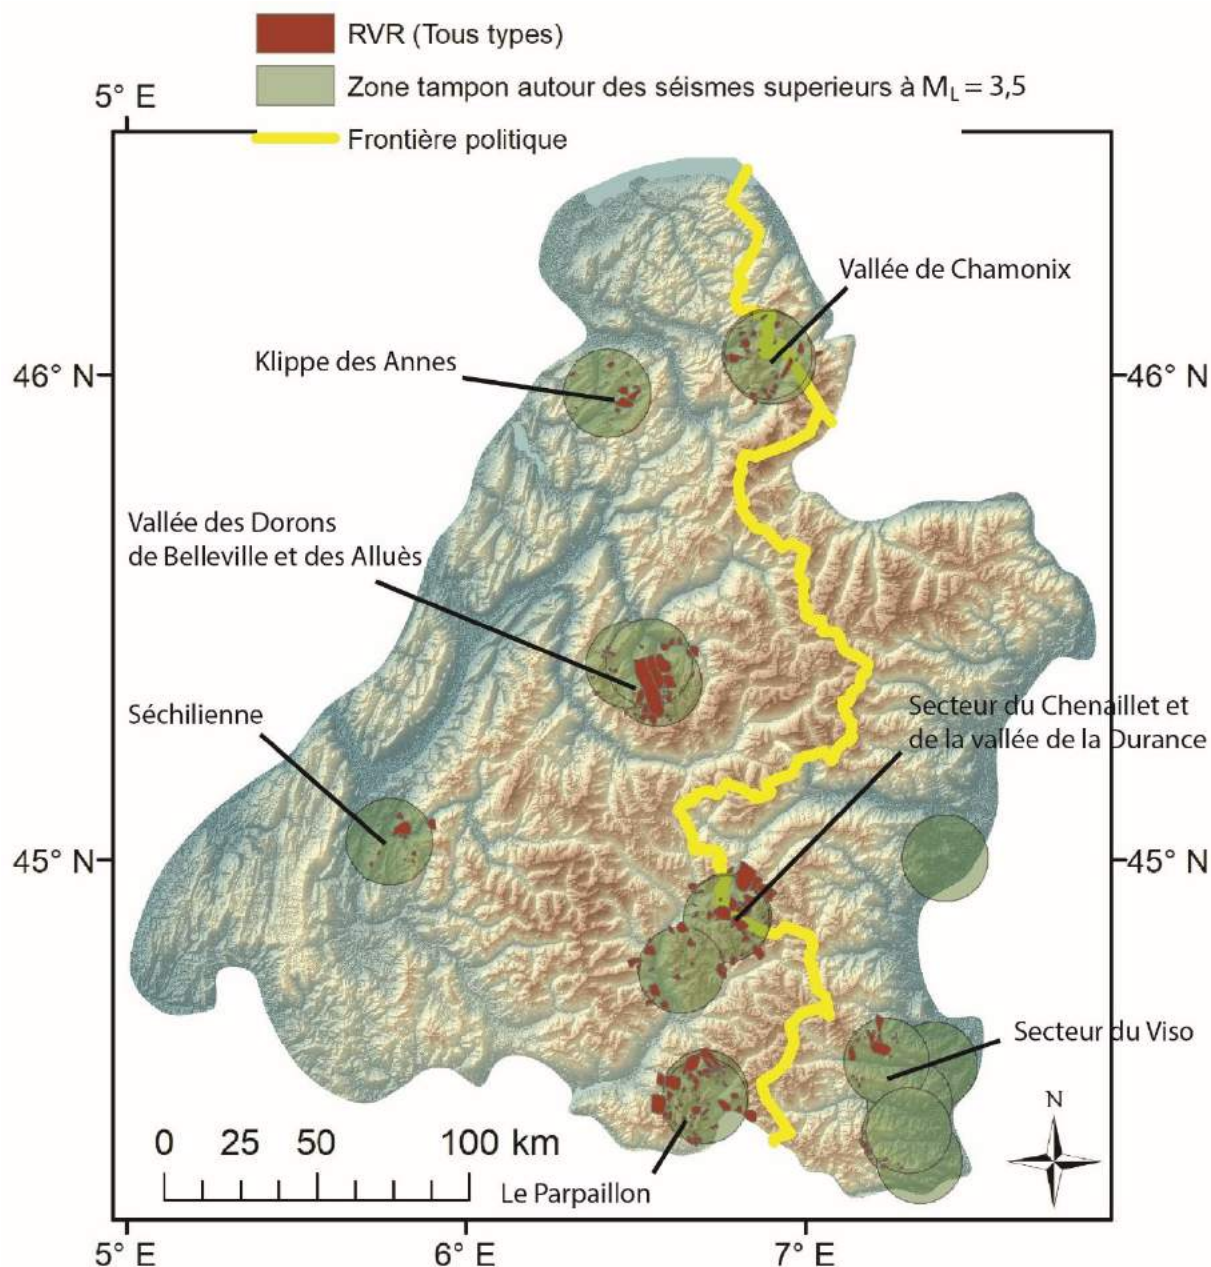 RVR (Tous types)
5° E
Zone tampon autour des séismes superieurs à ML = 3,5
Frontière politique
Vallée de Chamonix
Klippe des Annes
46° N
46° N
Vallée des Dorons
de Belleville et des Alluès
Séchilienne
Secteur du Chenaillet et
de la vallée de la Durance
45° N
45° N
Secteur du Viso
N
0 25 50 100 km
Le Parpaillon
5° E 6° E 7° E